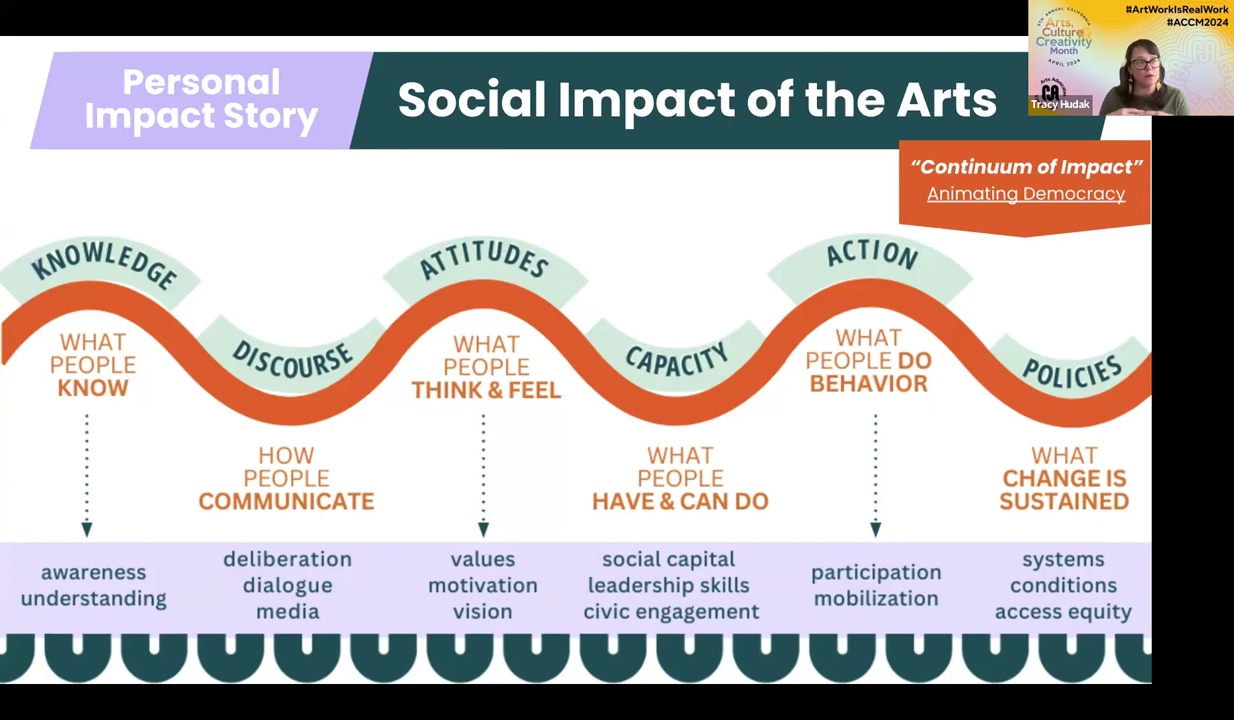 Personal
Impact Story
Social Impact of the Arts
#ArtWorkIsRealWork
#ACCM2024
Arts,
Culture &
Creativity
Month
APRIL 2024
Tracy Hudak
“Continuum of Impact”
Animating Democracy
KNOWLEDGE
DISCOURSE
ATTITUDES
CAPACITY
ACTION
POLICIES
WHAT
PEOPLE
KNOW
HOW
PEOPLE
COMMUNICATE
WHAT
PEOPLE
THINK & FEEL
WHAT
PEOPLE
HAVE & CAN DO
WHAT
PEOPLE DO
BEHAVIOR
WHAT
CHANGE IS
SUSTAINED
awareness
understanding
deliberation
dialogue
media
values
motivation
vision
social capital
leadership skills
civic engagement
participation
mobilization
systems
conditions
access equity